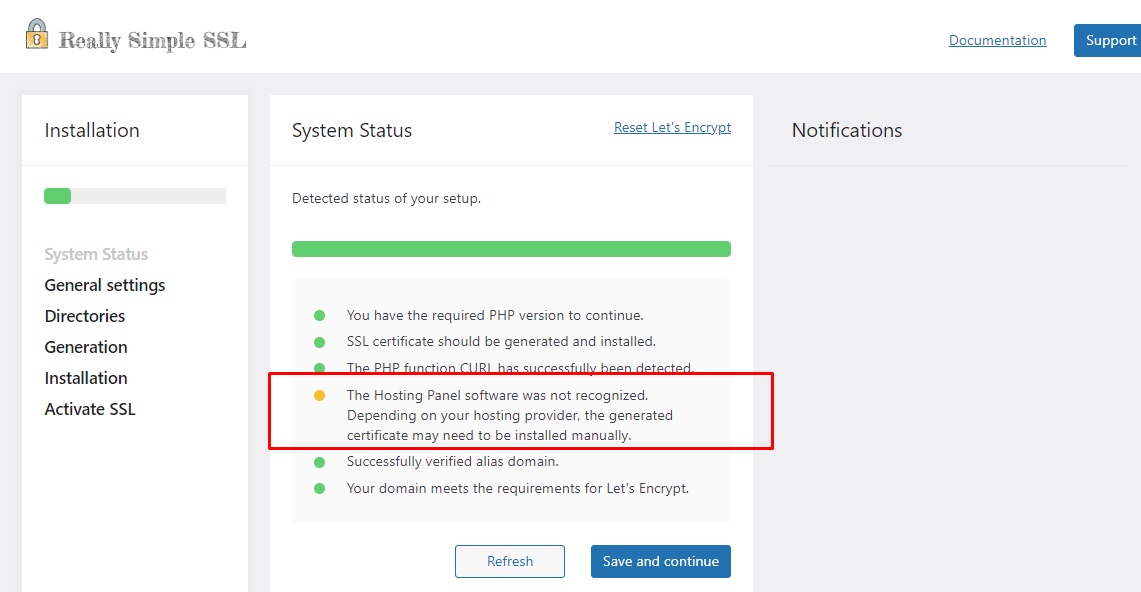 Really Simple SSL
Documentation
Support
Installation
System Status
General settings
Directories
Generation
Installation
Activate SSL
System Status
Reset Let's Encrypt
Detected status of your setup.
You have the required PHP version to continue.
SSL certificate should be generated and installed.
The PHP function CURL has successfully been detected.
The Hosting Panel software was not recognized.
Depending on your hosting provider, the generated
certificate may need to be installed manually.
Successfully verified alias domain.
Your domain meets the requirements for Let's Encrypt.
Refresh
Save and continue
Notifications